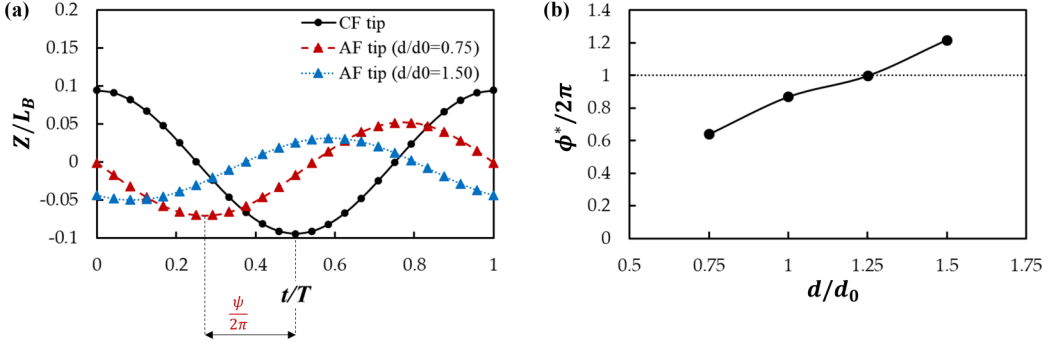 (a)
0.2
0.15
0.1
0.05
0
-0.05
-0.1
Z/L_B
CF tip
AF tip (d/d0=0.75)
AF tip (d/d0=1.50)
0
0.2
0.4
0.6
0.8
1
t/T
ψ
2π
(b)
1.4
1.2
1
0.8
0.6
0.4
0.2
0
ϕ*/2π
0.5
0.75
1
1.25
1.5
1.75
d/d₀